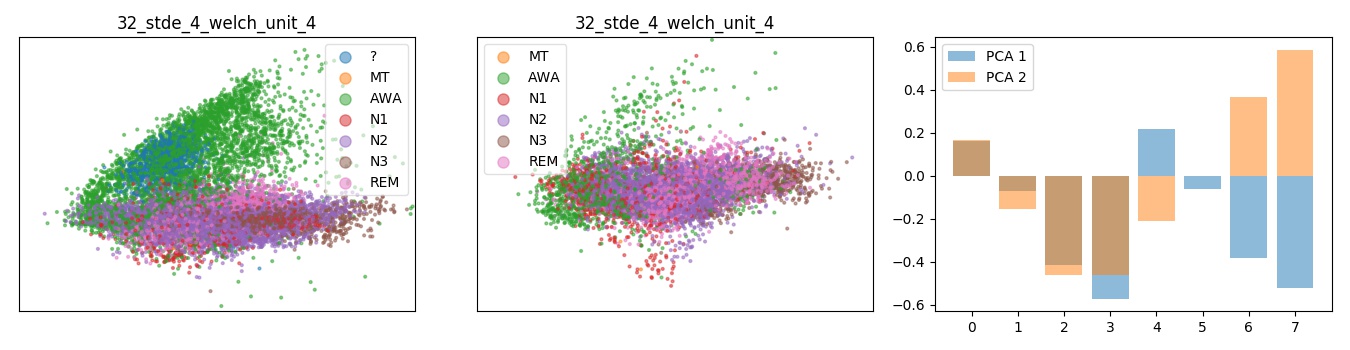 32_stde_4_welch_unit_4
?
MT
AWA
N1
N2
N3
REM
32_stde_4_welch_unit_4
MT
AWA
N1
N2
N3
REM
PCA 1
PCA 2
0.6
0.4
0.2
0.0
−0.2
−0.4
−0.6
0 1 2 3 4 5 6 7